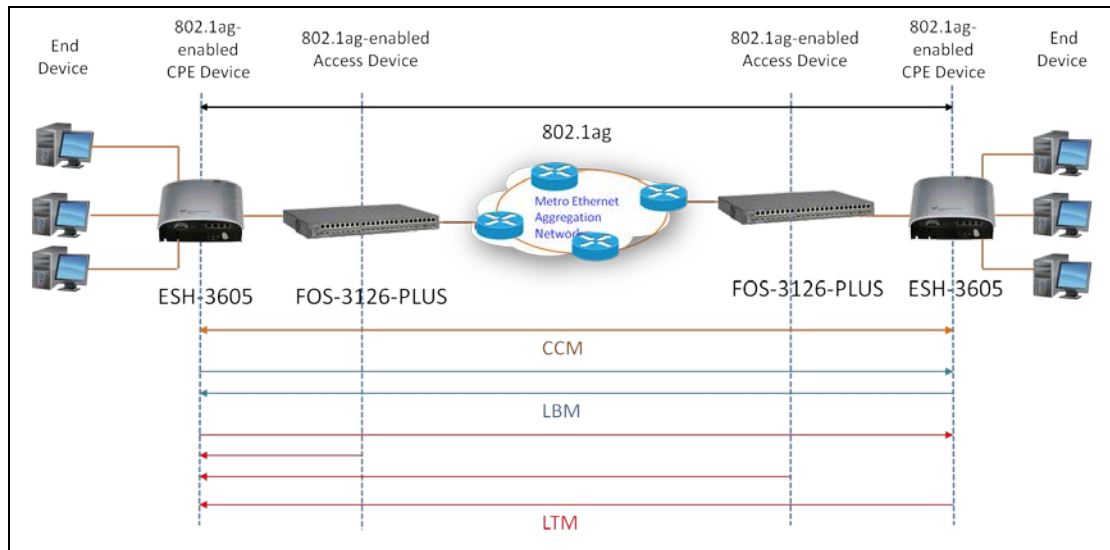 End
Device
802.1ag-
enabled
CPE Device
802.1ag-enabled
Access Device
802.1ag-enabled
Access Device
802.1ag-
enabled
CPE Device
End
Device
802.1ag
Metro Ethernet
Aggregation
Network
ESH-3605
FOS-3126-PLUS
FOS-3126-PLUS
ESH-3605
CCM
LBM
LTM